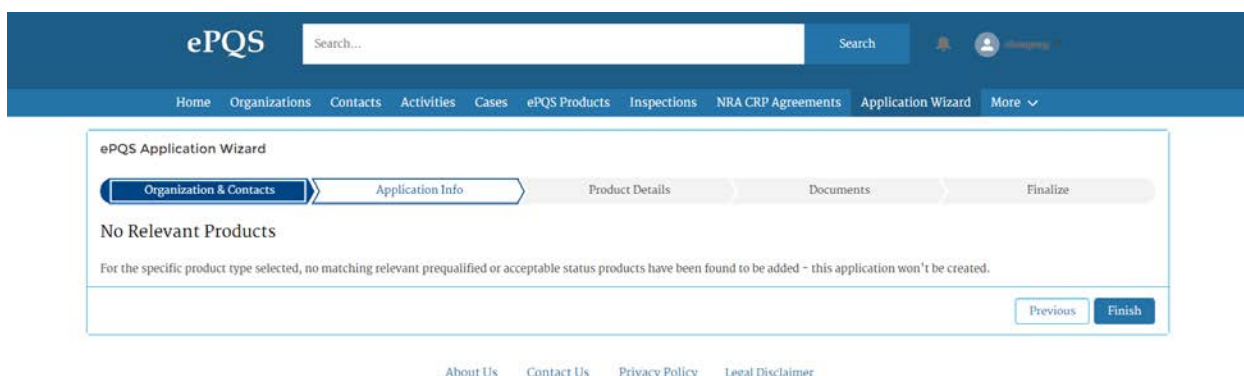 ePQS Search... Search
Home Organizations Contacts Activities Cases ePQS Products Inspections NRA CRP Agreements Application Wizard More
ePQS Application Wizard
Organization & Contacts Application Info Product Details Documents Finalize
No Relevant Products
For the specific product type selected, no matching relevant prequalified or acceptable status products have been found to be added - this application won't be created.
Previous Finish
About Us Contact Us Privacy Policy Legal Disclaimer